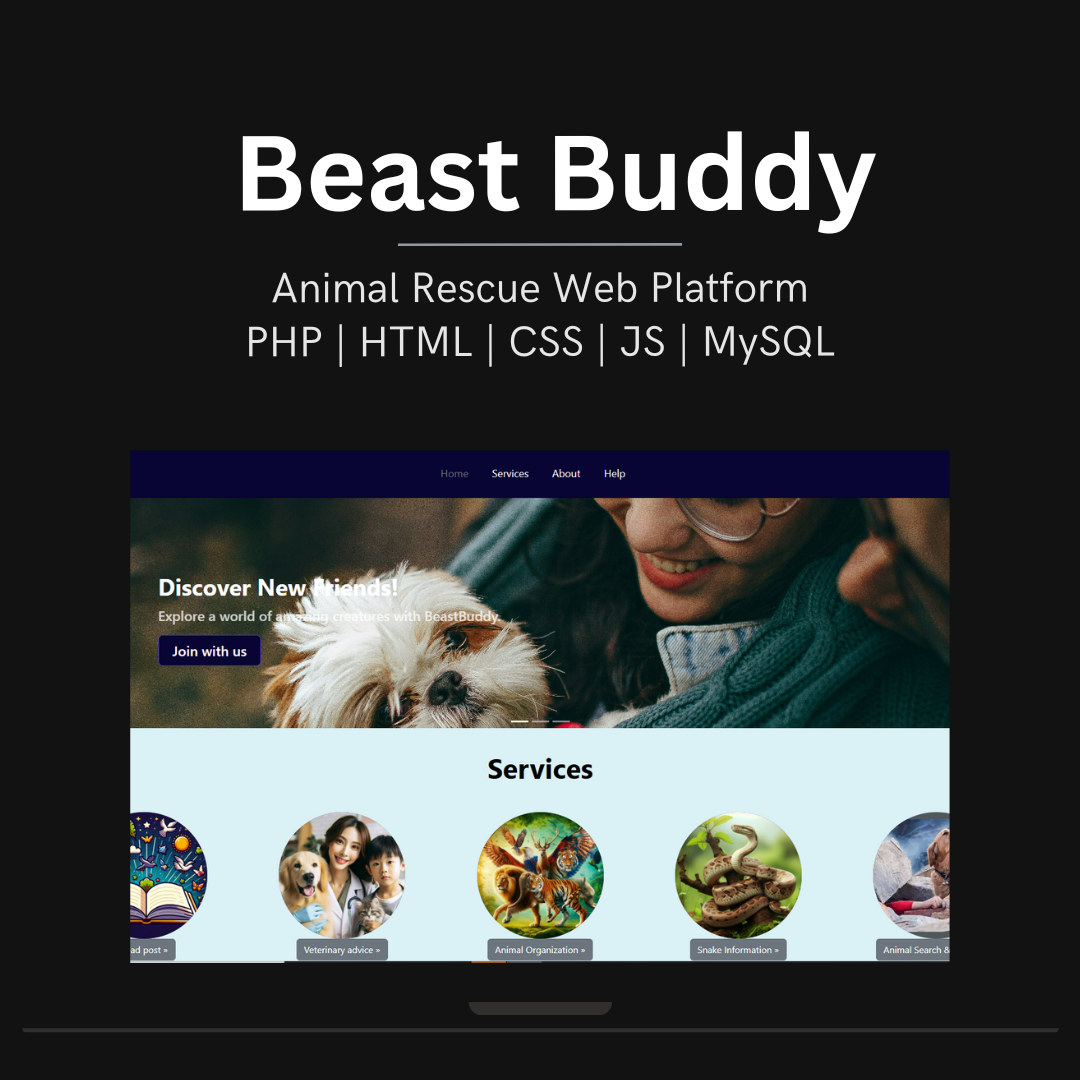 Beast Buddy
Animal Rescue Web Platform
PHP | HTML | CSS | JS | MySQL
Home Services About Help
Discover New Friends!
Explore a world of amazing creatures with BeastBuddy.
Join with us
Services
ad post »
Veterinary advice »
Animal Organization »
Snake Information »
Animal Search &